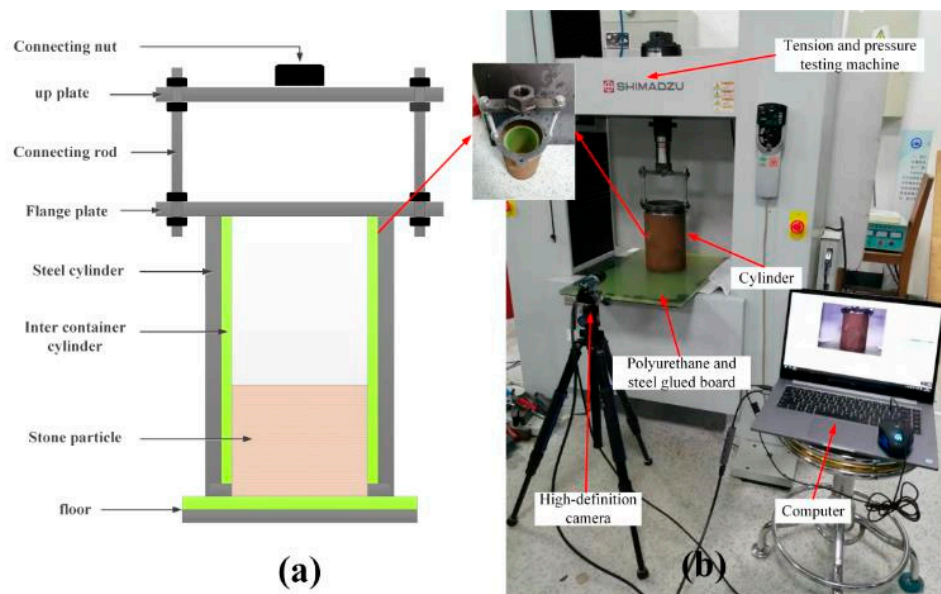 Connecting nut
up plate
Connecting rod
Flange plate
Steel cylinder
Inter container
cylinder
Stone particle
floor
(a)
Tension and pressure
testing machine
SHIMADZU
Cylinder
Polyurethane and
steel glued board
High-definition
camera
Computer
(b)